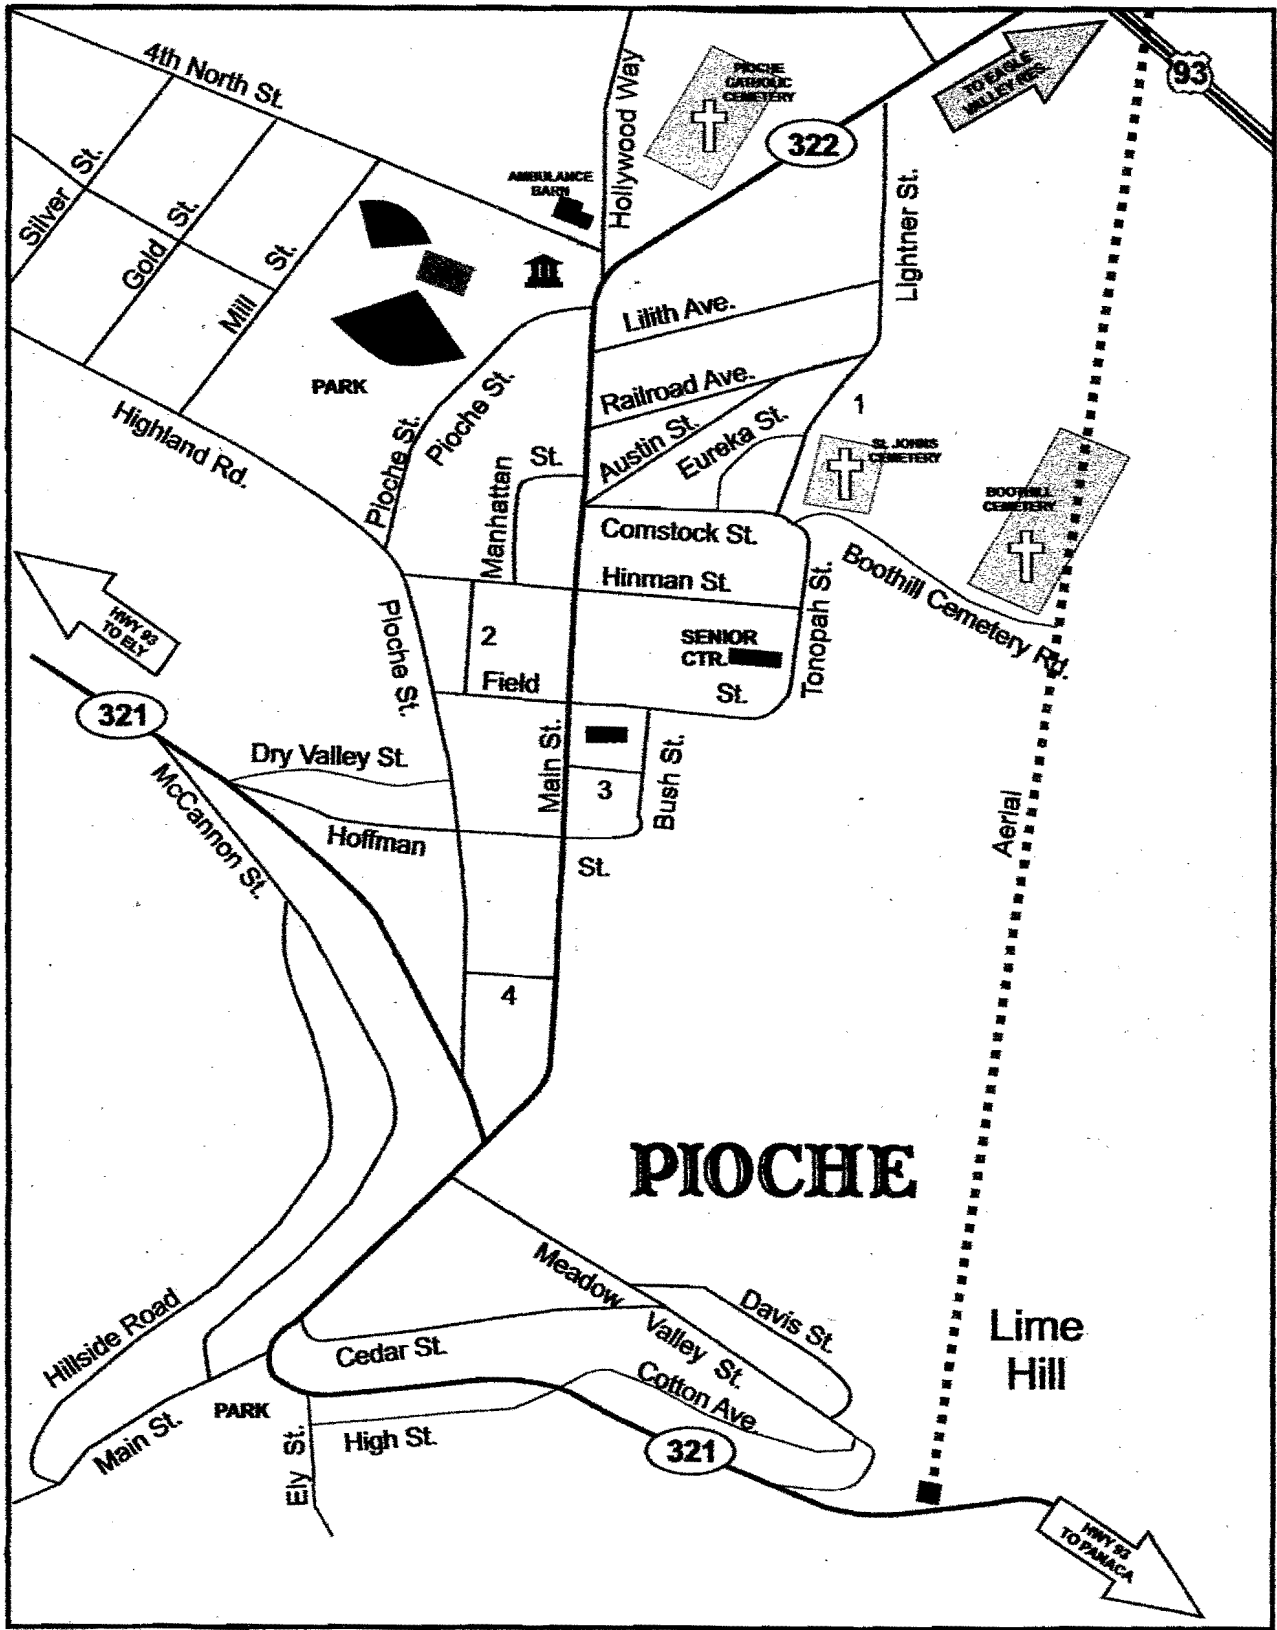 4th North St.
Hollywood Way
PIOCHE
CATHOLIC
CEMETERY
TO EAGLE
VALLEY RES.
93
322
AMBULANCE
BARN
Silver St.
Gold St.
Mill St.
Lightner St.
Lilith Ave.
PARK
Railroad Ave.
Highland Rd.
Pioche St.
Pioche St.
Austin St.
Eureka St.
1
ST. JOHNS
CEMETERY
BOOTHILL
CEMETERY
Manhattan St.
Comstock St.
Hinman St.
Boothill Cemetery Rd.
HWY 93
TO ELY
Pioche St.
2
SENIOR
CTR.
Tonopah St.
Field St.
321
Dry Valley St.
Main St.
3
Bush St.
McCannon St.
Hoffman St.
Aerial
4
PIOCHE
Meadow Valley St.
Davis St.
Lime
Hill
Hillside Road
Cedar St.
Cotton Ave.
PARK
Main St.
Ely St.
High St.
321
HWY 93
TO PANACA